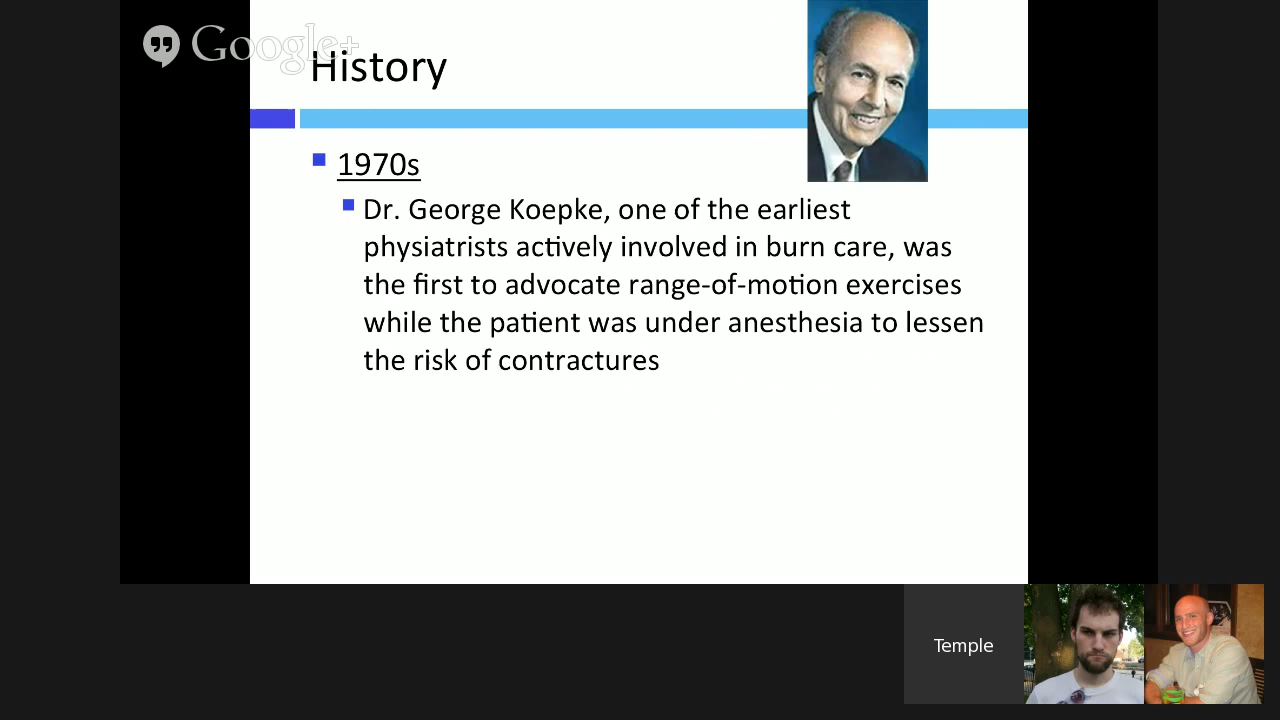 Google+
History
1970s
Dr. George Koepke, one of the earliest
physiatrists actively involved in burn care, was
the first to advocate range-of-motion exercises
while the patient was under anesthesia to lessen
the risk of contractures
Temple